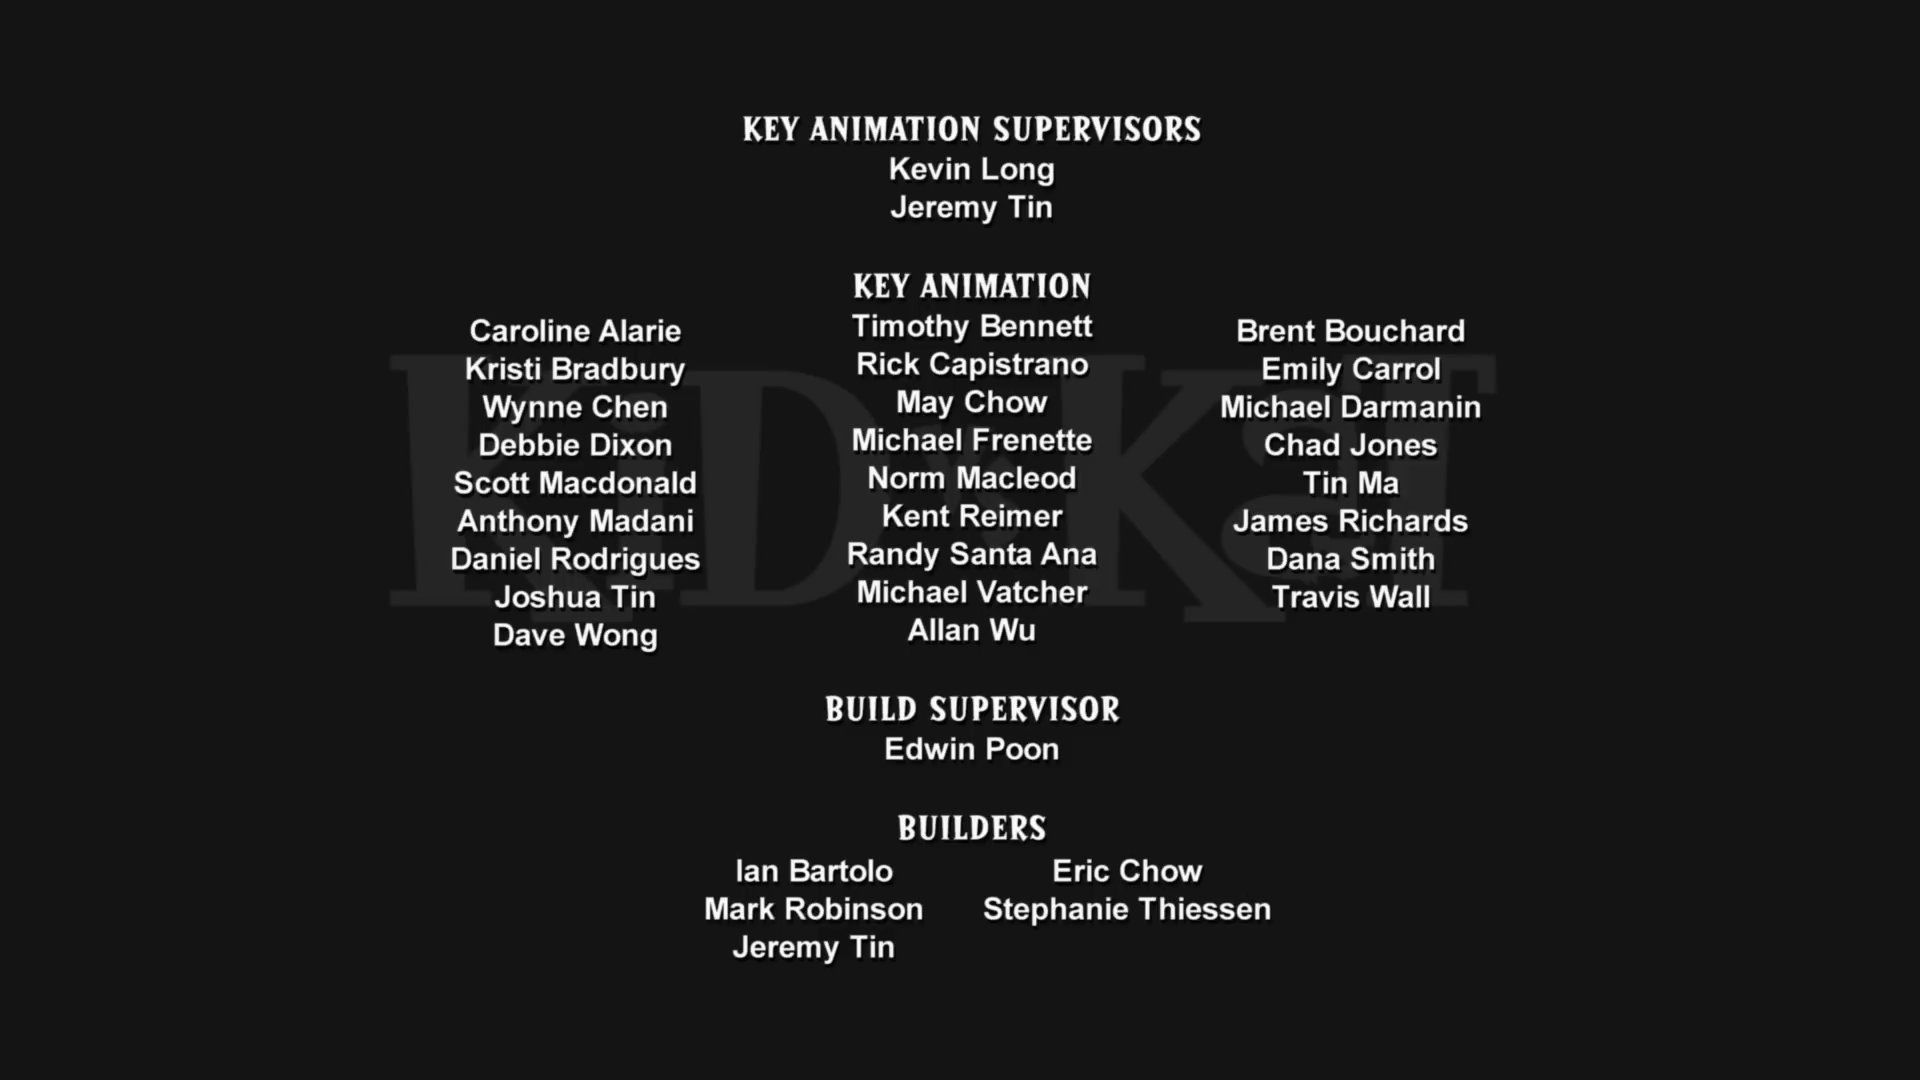 KEY ANIMATION SUPERVISORS
Kevin Long
Jeremy Tin
KEY ANIMATION
Caroline Alarie Timothy Bennett Brent Bouchard
Kristi Bradbury Rick Capistrano Emily Carrol
Wynne Chen May Chow Michael Darmanin
Debbie Dixon Michael Frenette Chad Jones
Scott Macdonald Norm Macleod Tin Ma
Anthony Madani Kent Reimer James Richards
Daniel Rodrigues Randy Santa Ana Dana Smith
Joshua Tin Michael Vatcher Travis Wall
Dave Wong Allan Wu
KiD vs KaT
BUILD SUPERVISOR
Edwin Poon
BUILDERS
Ian Bartolo Eric Chow
Mark Robinson Stephanie Thiessen
Jeremy Tin